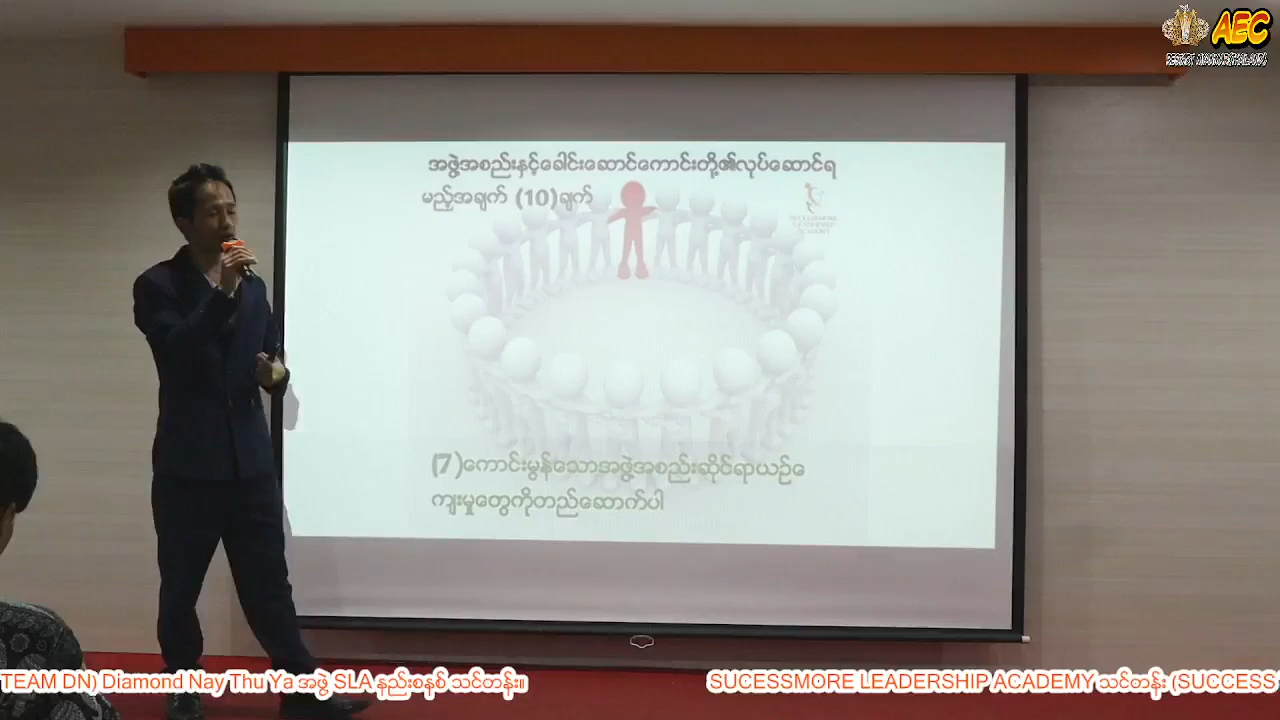 AEC
အဖွဲ့အစည်းနှင့်ခေါင်းဆောင်ကောင်းတို့၏လုပ်ဆောင်ရ
မည့်အချက် (10)ချက်
SUCCESSMORE
LEADERSHIP
ACADEMY
(7)ကောင်းမွန်သောအဖွဲ့အစည်းဆိုင်ရာယဉ်ေ
ကျးမှုတွေကိုတည်ဆောက်ပါ
TEAM DN) Diamond Nay Thu Ya အဖွဲ့ SLA နည်းစနစ် သင်တန်း။ SUCESSMORE LEADERSHIP ACADEMY သင်တန်း (SUCCESS